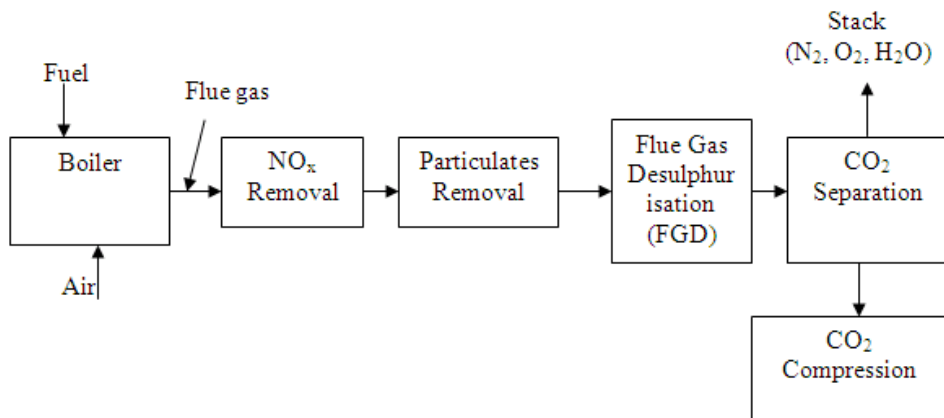 Fuel
Air
Boiler
Flue gas
NOₓ
Removal
Particulates
Removal
Flue Gas
Desulphur
isation
(FGD)
Stack
(N₂, O₂, H₂O)
CO₂
Separation
CO₂
Compression